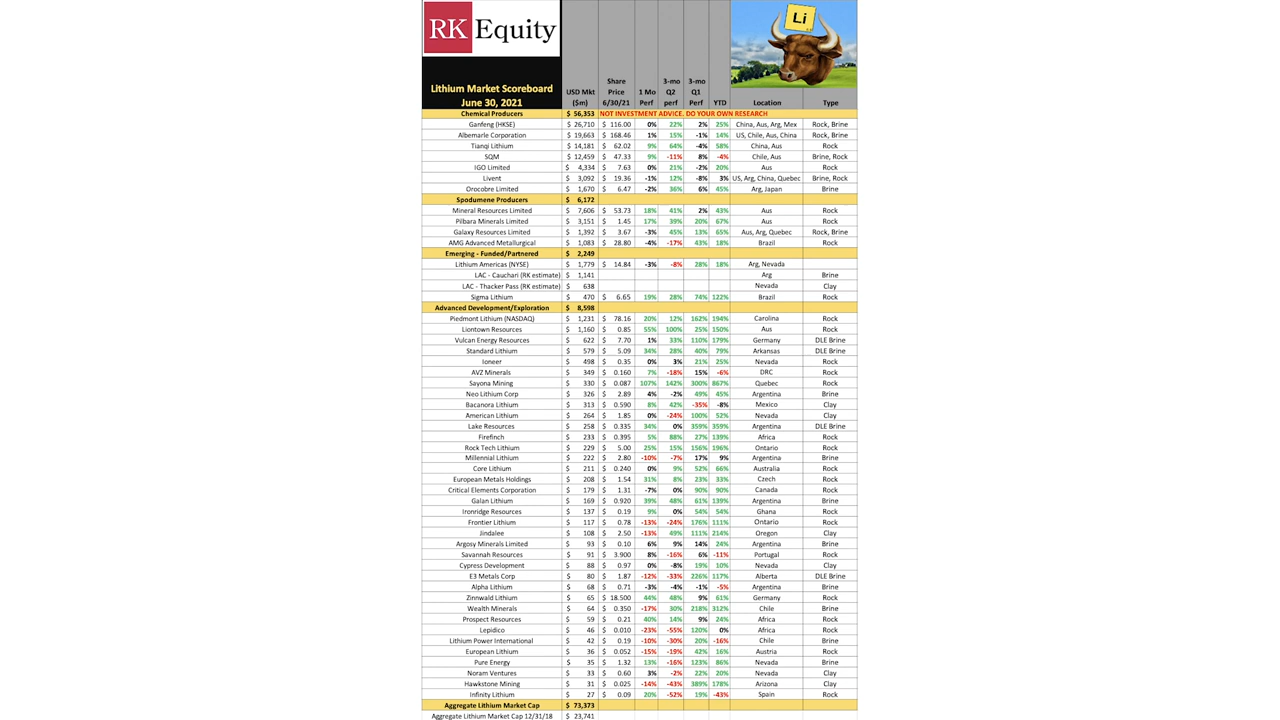 RK Equity
Li
Lithium Market Scoreboard
June 30, 2021
USD Mkt ($m) Share Price 6/30/21 1 Mo Perf 3-mo Q2 perf 3-mo Q1 Perf YTD Location Type
Chemical Producers $ 56,353 NOT INVESTMENT ADVICE. DO YOUR OWN RESEARCH
Ganfeng (HKSE) $ 26,710 $ 116.00 0% 22% 2% 25% China, Aus, Arg, Mex Rock, Brine
Albemarle Corporation $ 19,663 $ 168.46 1% 15% -1% 14% US, Chile, Aus, China Rock, Brine
Tianqi Lithium $ 14,181 $ 62.02 9% 64% -4% 58% China, Aus Rock
SQM $ 12,459 $ 47.33 9% -11% 8% -4% Chile, Aus Brine, Rock
IGO Limited $ 4,334 $ 7.63 0% 21% -2% 20% Aus Rock
Livent $ 3,092 $ 19.36 -1% 12% -8% 3% US, Arg, China, Quebec Brine, Rock
Orocobre Limited $ 1,670 $ 6.47 -2% 36% 6% 45% Arg, Japan Brine
Spodumene Producers $ 6,172
Mineral Resources Limited $ 7,606 $ 53.73 18% 41% 2% 43% Aus Rock
Pilbara Minerals Limited $ 3,151 $ 1.45 17% 39% 20% 67% Aus Rock
Galaxy Resources Limited $ 1,392 $ 3.67 -3% 45% 13% 65% Aus, Arg, Quebec Rock, Brine
AMG Advanced Metallurgical $ 1,083 $ 28.80 -4% -17% 43% 18% Brazil Rock
Emerging - Funded/Partnered $ 2,249
Lithium Americas (NYSE) $ 1,779 $ 14.84 -3% -8% 28% 18% Arg, Nevada
LAC - Cauchari (RK estimate) $ 1,141 Arg Brine
LAC - Thacker Pass (RK estimate) $ 638 Nevada Clay
Sigma Lithium $ 470 $ 6.65 19% 28% 74% 122% Brazil Rock
Advanced Development/Exploration $ 8,598
Piedmont Lithium (NASDAQ) $ 1,231 $ 78.16 20% 12% 162% 194% Carolina Rock
Liontown Resources $ 1,160 $ 0.85 55% 100% 25% 150% Aus Rock
Vulcan Energy Resources $ 622 $ 7.70 1% 33% 110% 179% Germany DLE Brine
Standard Lithium $ 579 $ 5.09 34% 28% 40% 79% Arkansas DLE Brine
Ioneer $ 498 $ 0.35 0% 3% 21% 25% Nevada Rock
AVZ Minerals $ 349 $ 0.160 7% -18% 15% -6% DRC Rock
Sayona Mining $ 330 $ 0.087 107% 142% 300% 867% Quebec Rock
Neo Lithium Corp $ 326 $ 2.89 4% -2% 49% 45% Argentina Brine
Bacanora Lithium $ 313 $ 0.590 8% 42% -35% -8% Mexico Clay
American Lithium $ 264 $ 1.85 0% -24% 100% 52% Nevada Clay
Lake Resources $ 258 $ 0.335 34% 0% 359% 359% Argentina DLE Brine
Firefinch $ 233 $ 0.395 5% 88% 27% 139% Africa Rock
Rock Tech Lithium $ 229 $ 5.00 25% 15% 156% 196% Ontario Rock
Millennial Lithium $ 222 $ 2.80 -10% -7% 17% 9% Argentina Brine
Core Lithium $ 211 $ 0.240 0% 9% 52% 66% Australia Rock
European Metals Holdings $ 208 $ 1.54 31% 8% 23% 33% Czech Rock
Critical Elements Corporation $ 179 $ 1.31 -7% 0% 90% 90% Canada Rock
Galan Lithium $ 169 $ 0.920 39% 48% 61% 139% Argentina Brine
Ironridge Resources $ 137 $ 0.19 9% 0% 54% 54% Ghana Rock
Frontier Lithium $ 117 $ 0.78 -13% -24% 176% 111% Ontario Rock
Jindalee $ 108 $ 2.50 -13% 49% 111% 214% Oregon Clay
Argosy Minerals Limited $ 93 $ 0.10 6% 9% 14% 24% Argentina Brine
Savannah Resources $ 91 $ 3.900 8% -16% 6% -11% Portugal Rock
Cypress Development $ 88 $ 0.97 0% -8% 19% 10% Nevada Clay
E3 Metals Corp $ 80 $ 1.87 -12% -33% 226% 117% Alberta DLE Brine
Alpha Lithium $ 68 $ 0.71 -3% -4% -1% -5% Argentina Brine
Zinnwald Lithium $ 65 $ 18.500 44% 48% 9% 61% Germany Rock
Wealth Minerals $ 64 $ 0.350 -17% 30% 218% 312% Chile Brine
Prospect Resources $ 59 $ 0.21 40% 14% 9% 24% Africa Rock
Lepidico $ 46 $ 0.010 -23% -55% 120% 0% Africa Rock
Lithium Power International $ 42 $ 0.19 -10% -30% 20% -16% Chile Brine
European Lithium $ 36 $ 0.052 -15% -19% 42% 16% Austria Rock
Pure Energy $ 35 $ 1.32 13% -16% 123% 86% Nevada Brine
Noram Ventures $ 33 $ 0.60 3% -2% 22% 20% Nevada Clay
Hawkstone Mining $ 31 $ 0.025 -14% -43% 389% 178% Arizona Clay
Infinity Lithium $ 27 $ 0.09 20% -52% 19% -43% Spain Rock
Aggregate Lithium Market Cap $ 73,373
Aggregate Lithium Market Cap 12/31/18 $ 23,741